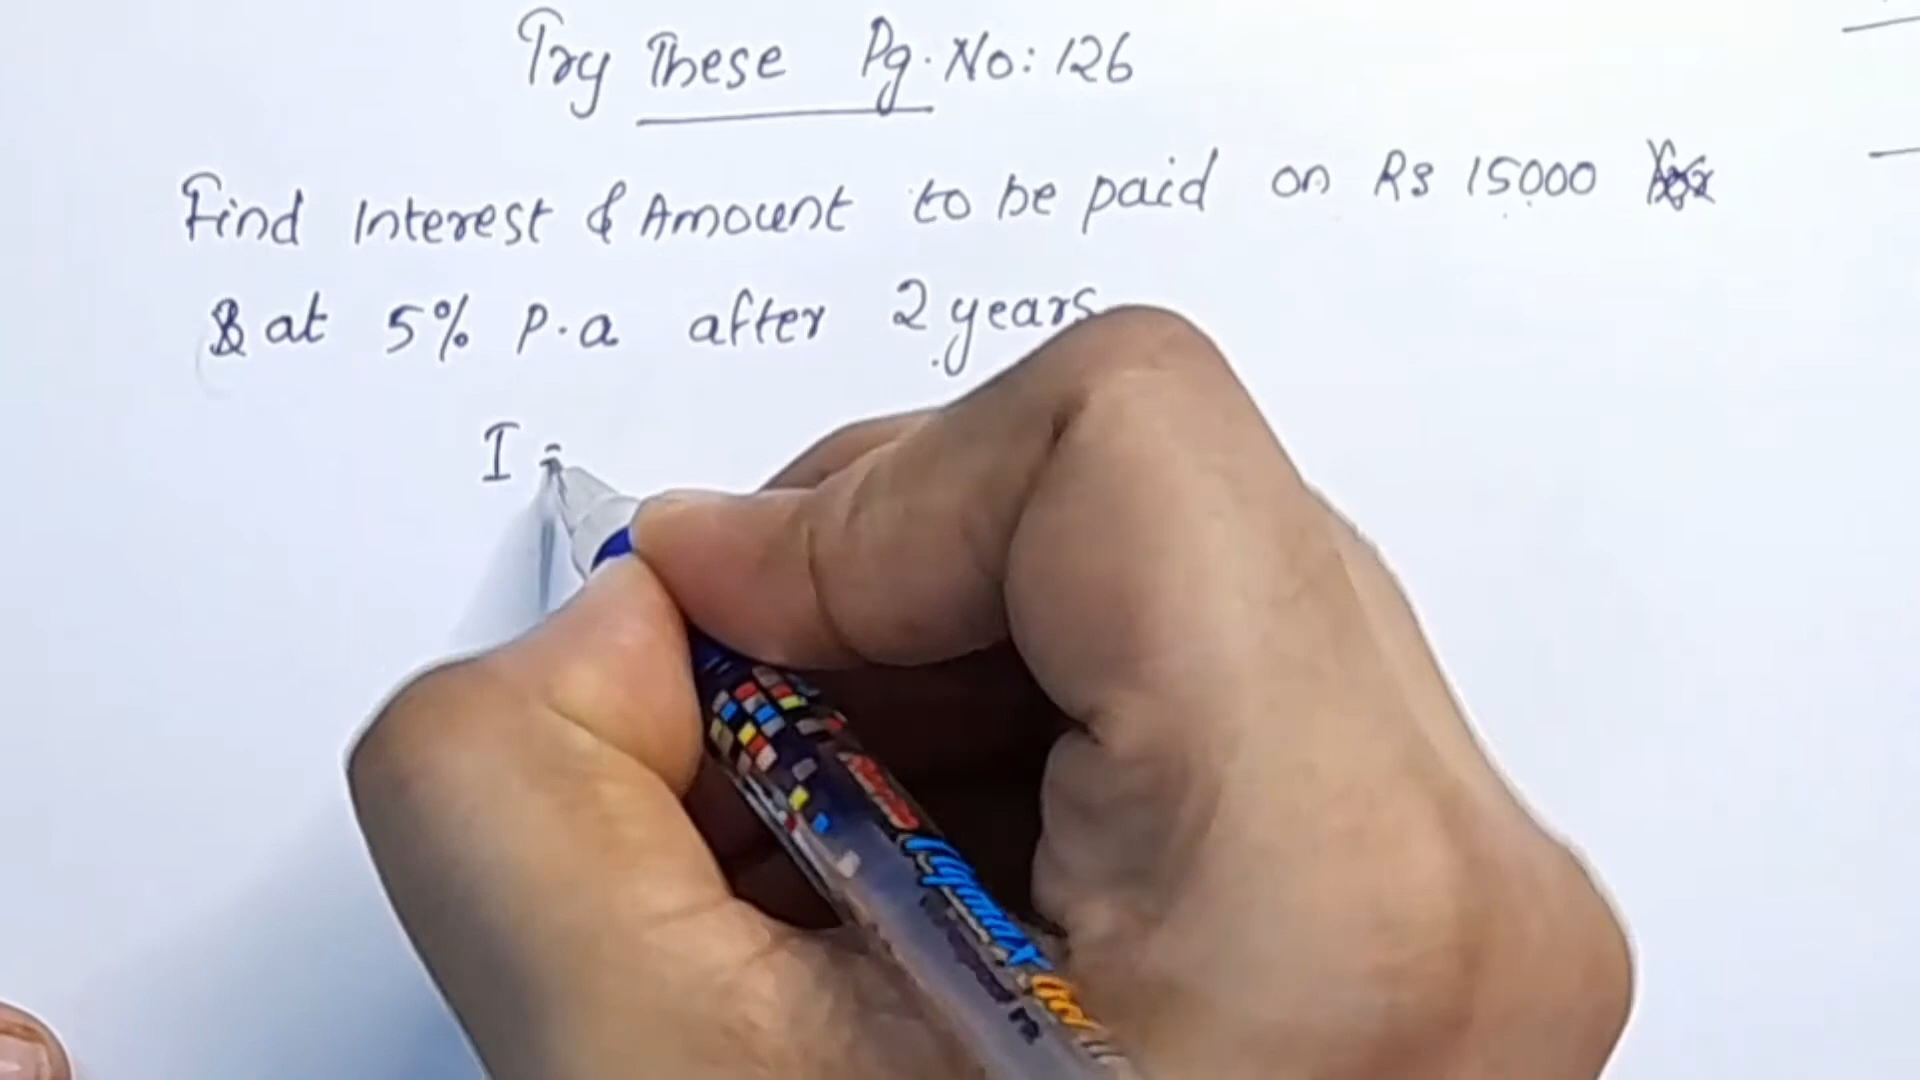 Try These Pg. No: 126
Find Interest & Amount to be paid on Rs 15000
at 5% p.a after 2 years
I =